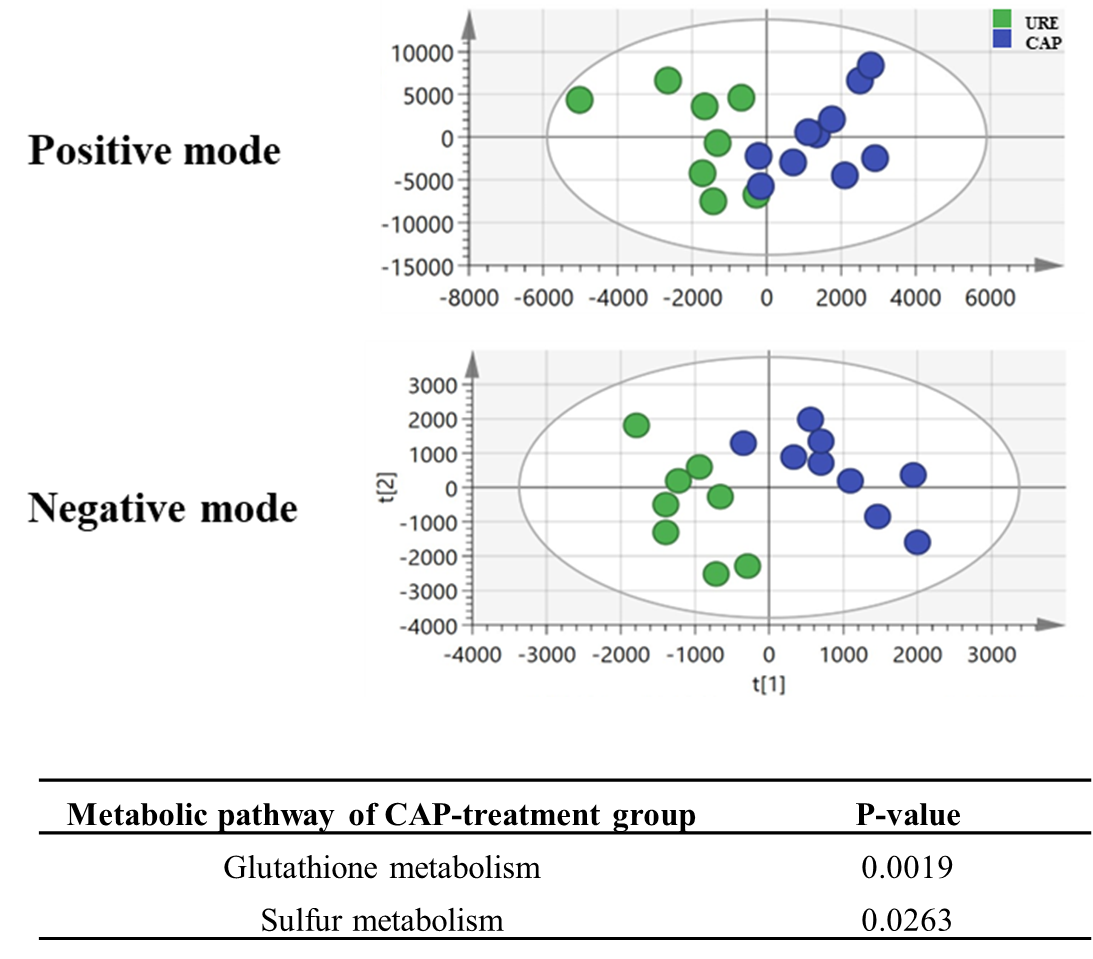 URE
CAP
10000
5000
0
-5000
-10000
-15000
Positive mode
-8000 -6000 -4000 -2000 0 2000 4000 6000
3000
2000
1000
0
-1000
-2000
-3000
-4000
t[2]
Negative mode
-4000 -3000 -2000 -1000 0 1000 2000 3000
t[1]
Metabolic pathway of CAP-treatment group P-value
Glutathione metabolism 0.0019
Sulfur metabolism 0.0263